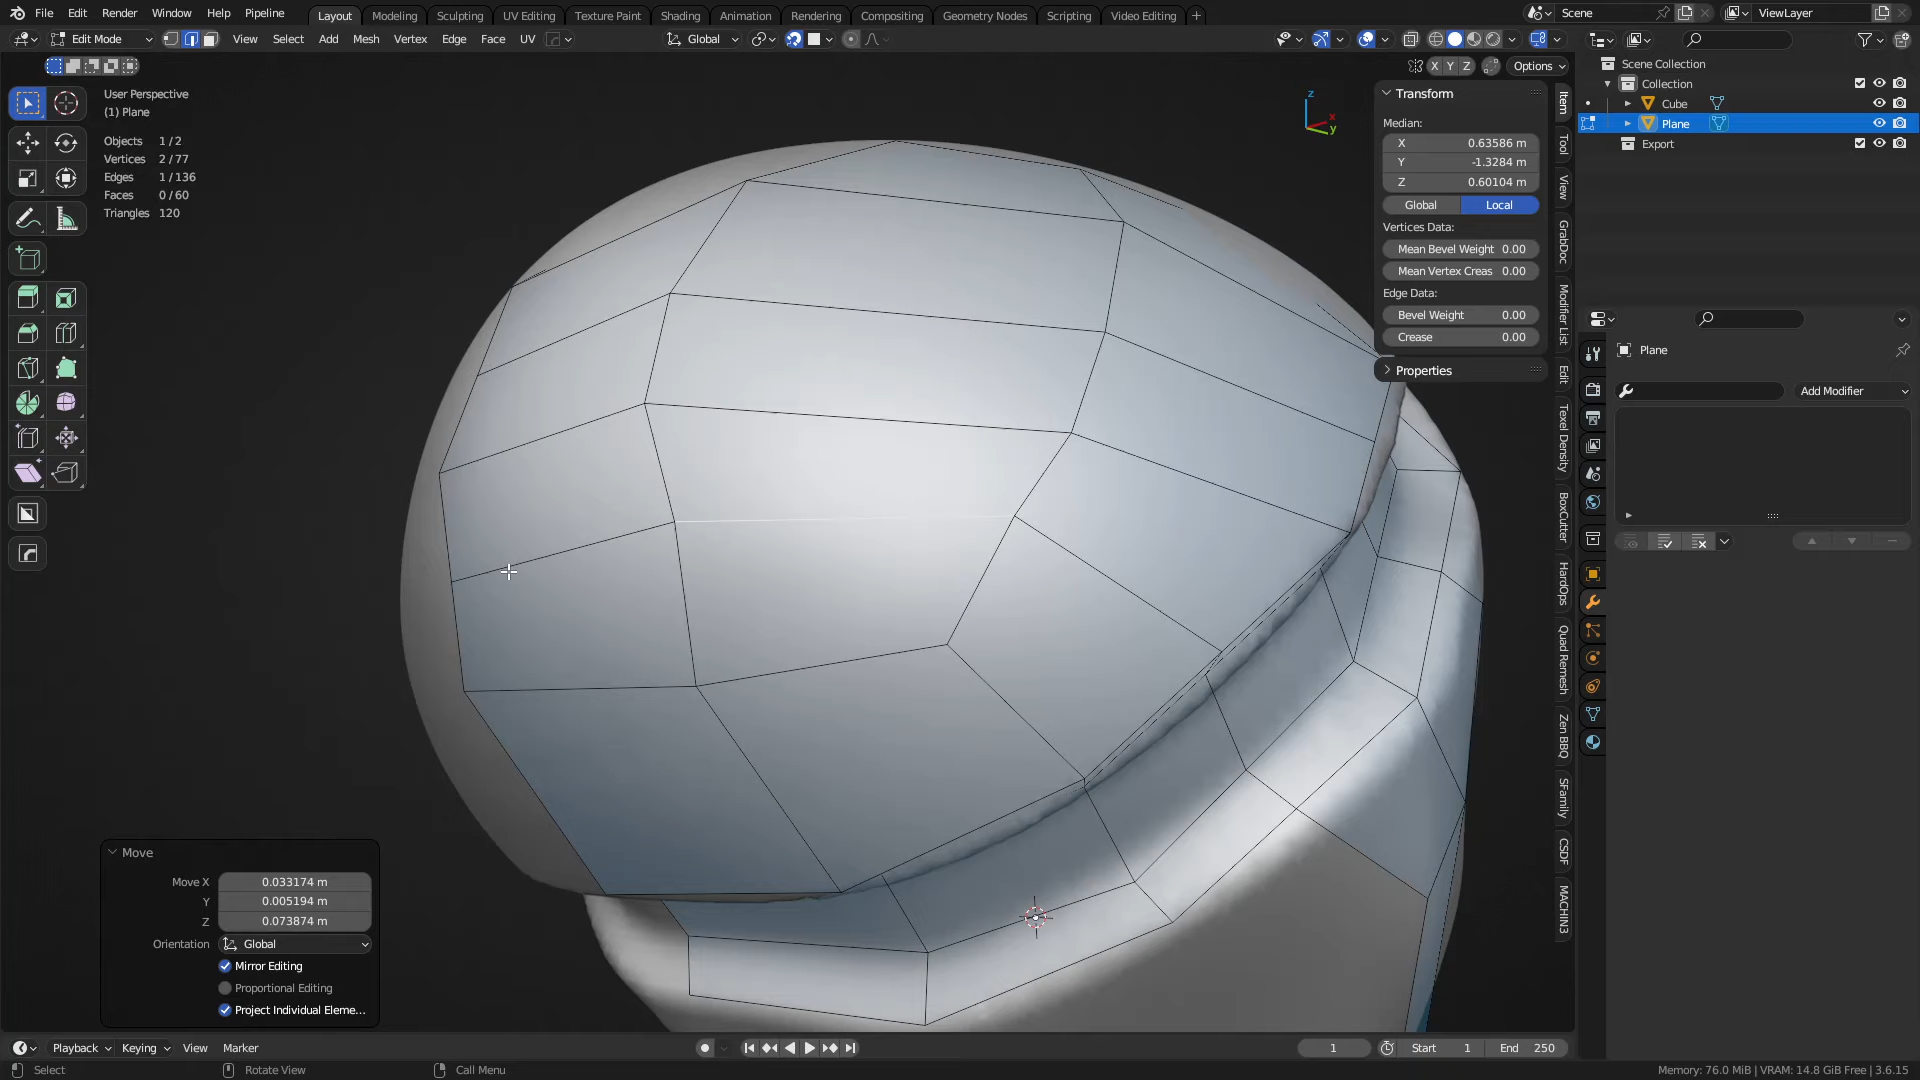 File Edit Render Window Help Pipeline Layout Modeling Sculpting UV Editing Texture Paint Shading Animation Rendering Compositing Geometry Nodes Scripting Video Editing + Scene ViewLayer
Edit Mode View Select Add Mesh Vertex Edge Face UV Global
X Y Z Options
Scene Collection
Collection
Cube
Plane
Export
User Perspective
(1) Plane
Objects 1/2
Vertices 2/77
Edges 1/136
Faces 0/60
Triangles 120
z
x
y
Transform
Median:
X 0.63586 m
Y -1.3284 m
Z 0.60104 m
Global Local
Vertices Data:
Mean Bevel Weight 0.00
Mean Vertex Creas 0.00
Edge Data:
Bevel Weight 0.00
Crease 0.00
Properties
Item
Tool
View
GrabDoc
Modifier List
Edit
Texel Density
BoxCutter
HardOps
Quad Remesh
Zen BBQ
SFamily
CSDF
MACHIN3
Plane
Add Modifier
Move
Move X 0.033174 m
Y 0.005194 m
Z 0.073874 m
Orientation Global
Mirror Editing
Proportional Editing
Project Individual Eleme...
Playback Keying View Marker 1 Start 1 End 250
Select Rotate View Call Menu Memory: 76.0 MiB | VRAM: 14.8 GiB Free | 3.6.15